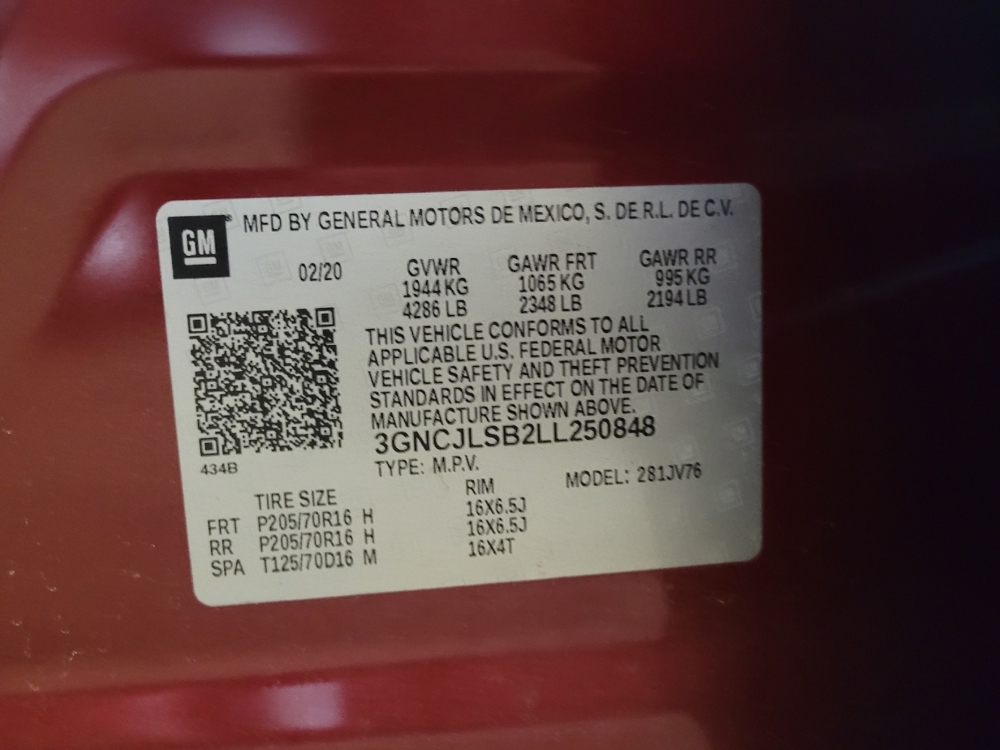 GM® MFD BY GENERAL MOTORS DE MEXICO, S. DE R.L. DE C.V.
02/20 GVWR GAWR FRT GAWR RR
1944 KG 1065 KG 995 KG
4286 LB 2348 LB 2194 LB
THIS VEHICLE CONFORMS TO ALL
APPLICABLE U.S. FEDERAL MOTOR
VEHICLE SAFETY AND THEFT PREVENTION
STANDARDS IN EFFECT ON THE DATE OF
MANUFACTURE SHOWN ABOVE.
3GNCJLSB2LL250848
434B
TYPE: M.P.V. MODEL: 281JV76
TIRE SIZE RIM
FRT P205/70R16 H 16X6.5J
RR P205/70R16 H 16X6.5J
SPA T125/70D16 M 16X4T